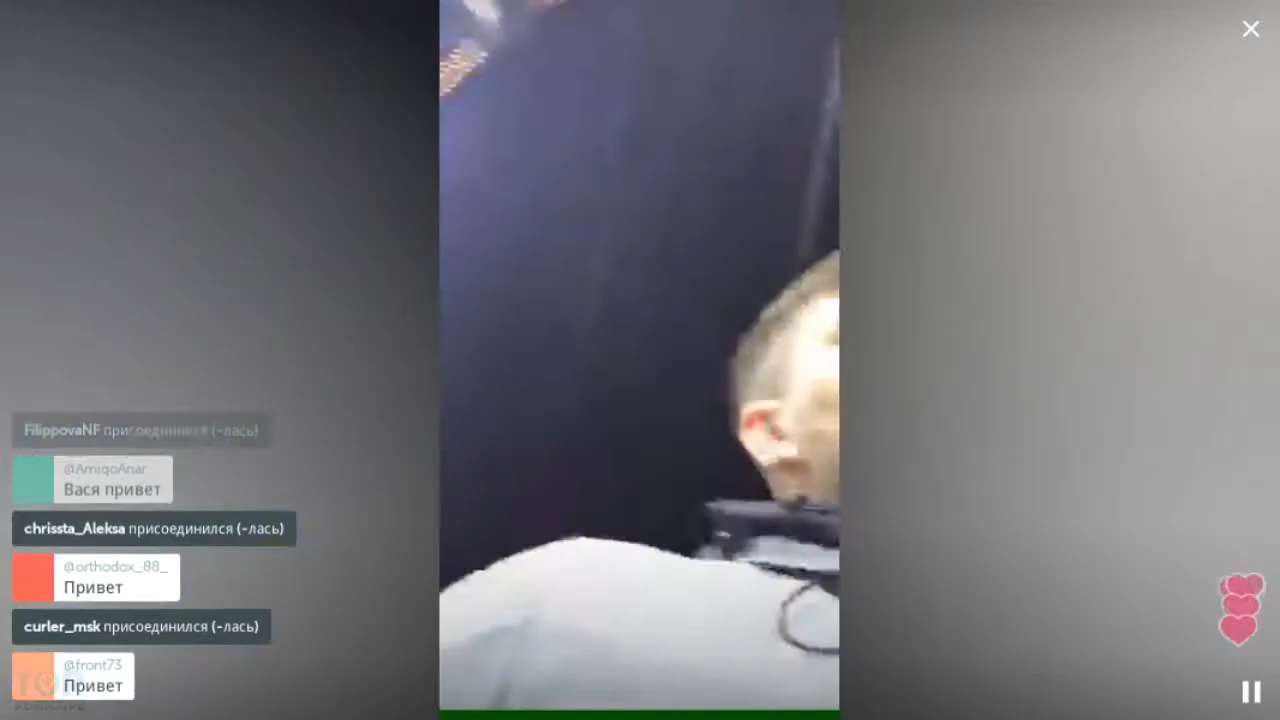 FilippovaNF присоединился (-лась)
@AmiqoAnar
Вася привет
chrissta_Aleksa присоединился (-лась)
@orthodox_88_
Привет
curler_msk присоединился (-лась)
@front73
Привет